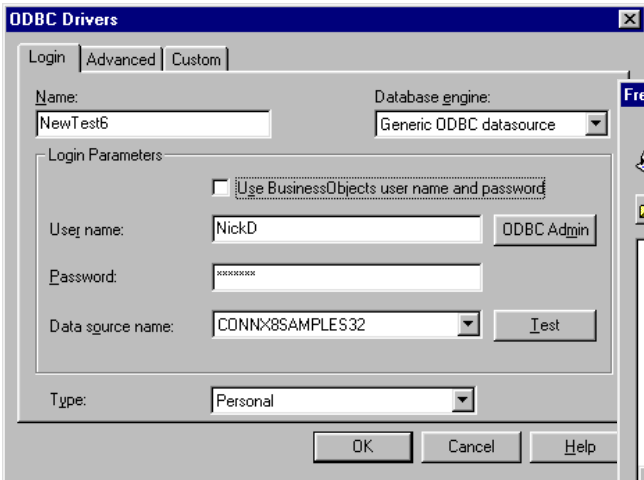 ODBC Drivers
Login Advanced Custom
Fre
Name: Database engine:
NewTest6 Generic ODBC datasource
Login Parameters
Use BusinessObjects user name and password
User name: NickD ODBC Admin
Password: *******
Data source name: CONNX8SAMPLES32 Test
Type: Personal
OK Cancel Help